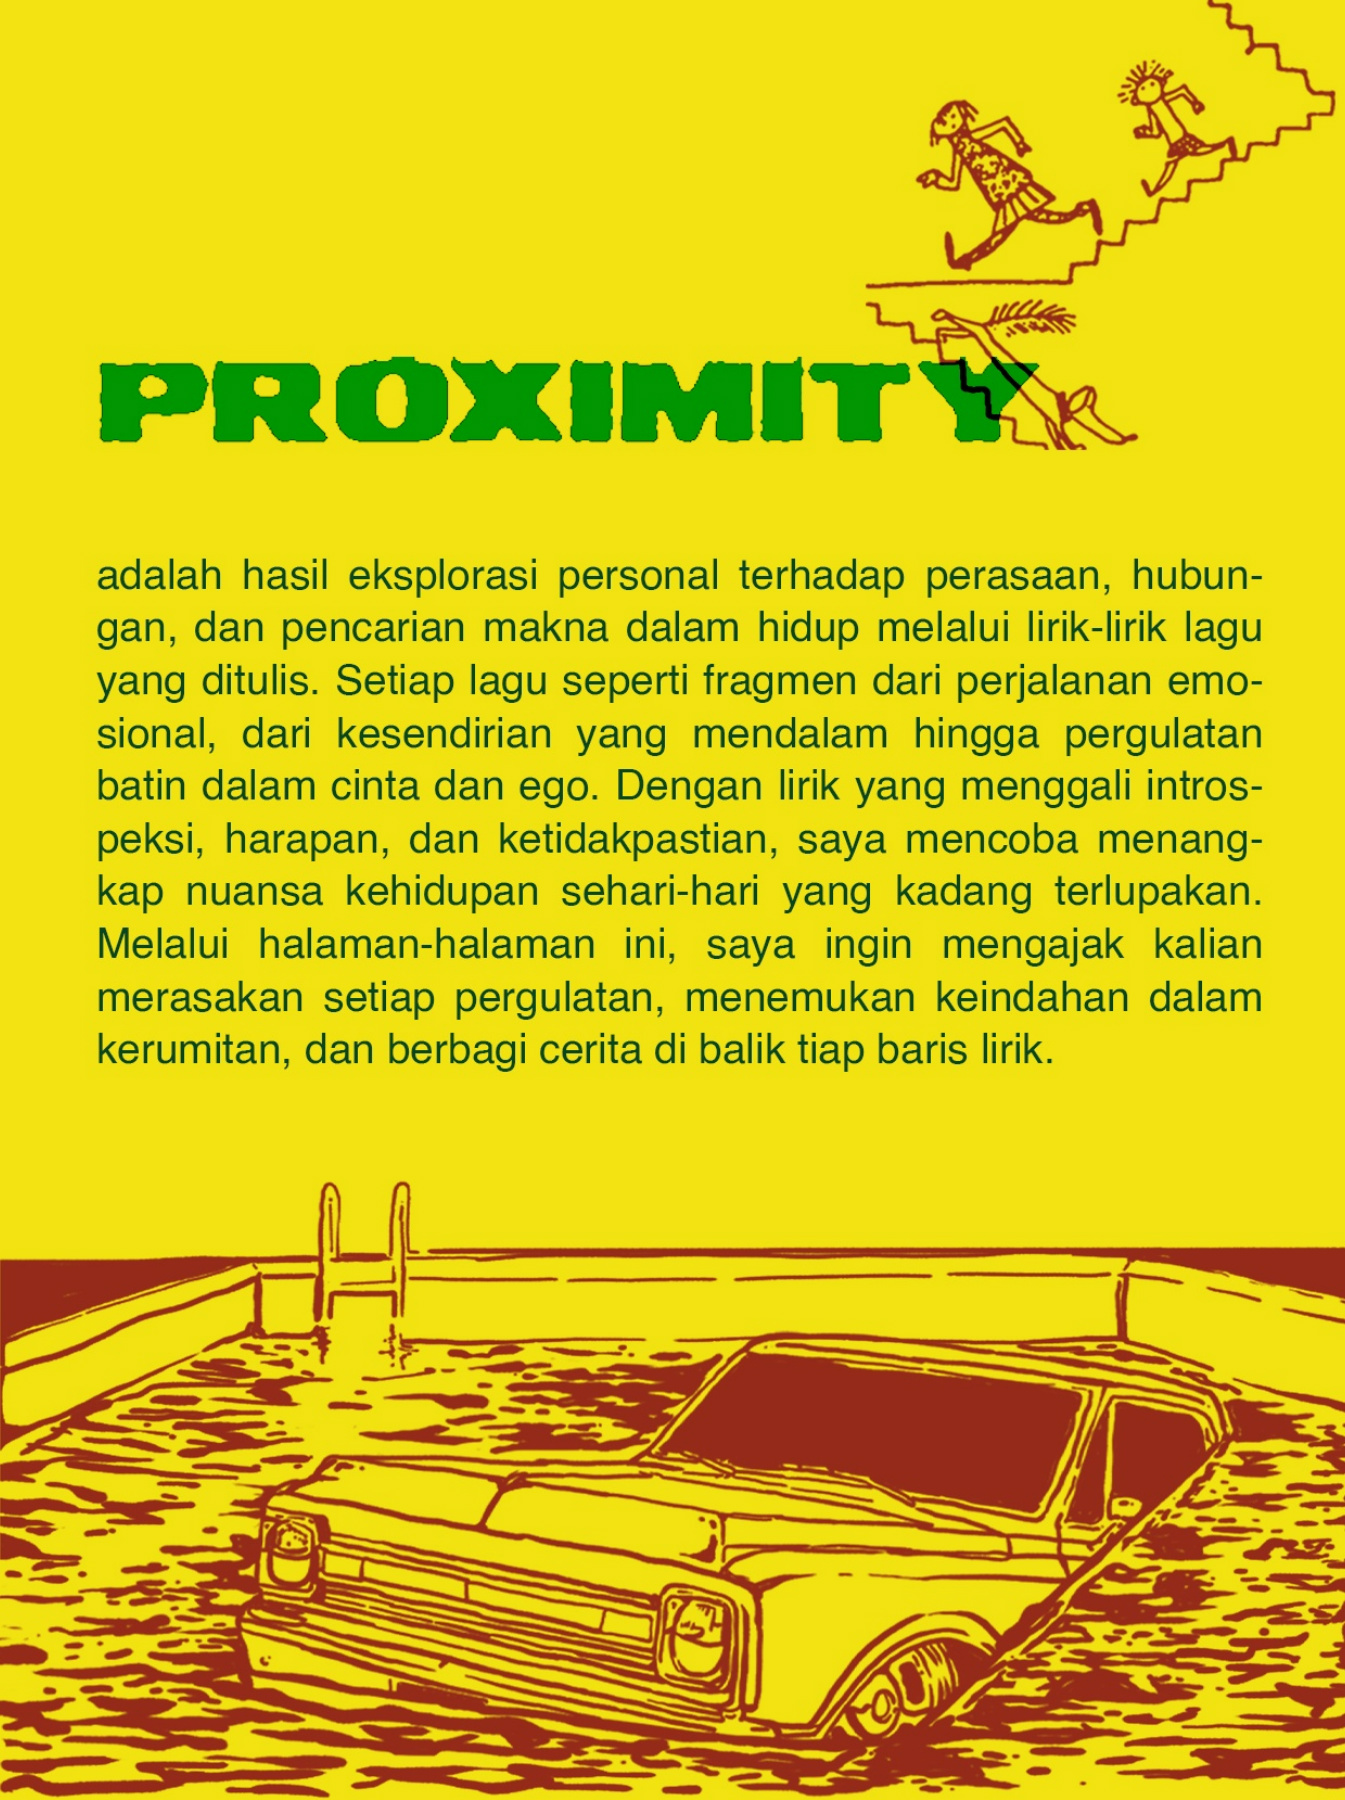 PROXIMITY
adalah hasil eksplorasi personal terhadap perasaan, hubun-
gan, dan pencarian makna dalam hidup melalui lirik-lirik lagu
yang ditulis. Setiap lagu seperti fragmen dari perjalanan emo-
sional, dari kesendirian yang mendalam hingga pergulatan
batin dalam cinta dan ego. Dengan lirik yang menggali intros-
peksi, harapan, dan ketidakpastian, saya mencoba menang-
kap nuansa kehidupan sehari-hari yang kadang terlupakan.
Melalui halaman-halaman ini, saya ingin mengajak kalian
merasakan setiap pergulatan, menemukan keindahan dalam
kerumitan, dan berbagi cerita di balik tiap baris lirik.